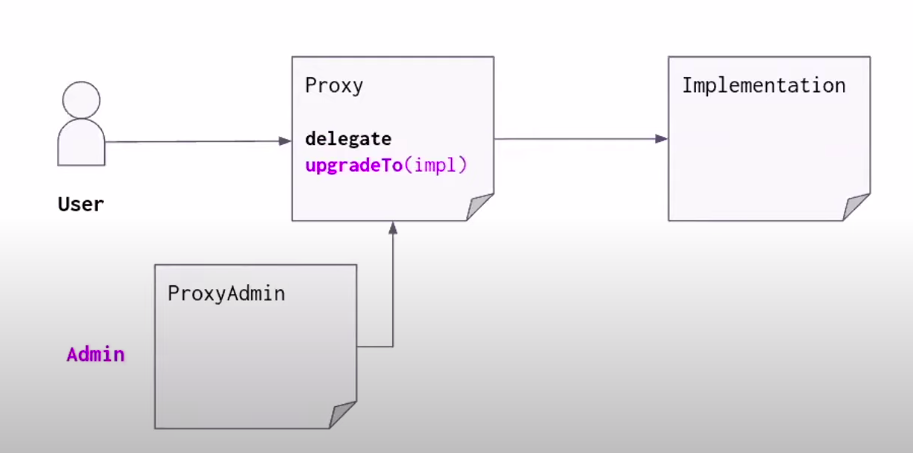 Proxy
delegate
upgradeTo(impl)
Implementation
User
ProxyAdmin
Admin